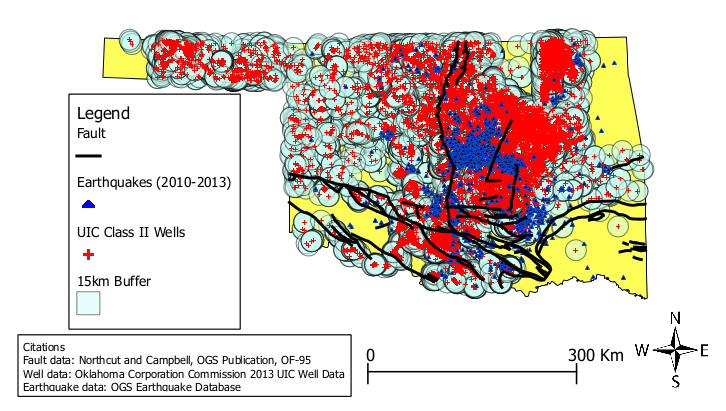 Legend
Fault
Earthquakes (2010-2013)
UIC Class II Wells
15km Buffer
Citations
Fault data: Northcut and Campbell, OGS Publication, OF-95
Well data: Oklahoma Corporation Commission 2013 UIC Well Data
Earthquake data: OGS Earthquake Database
0 300 Km
N
W E
S